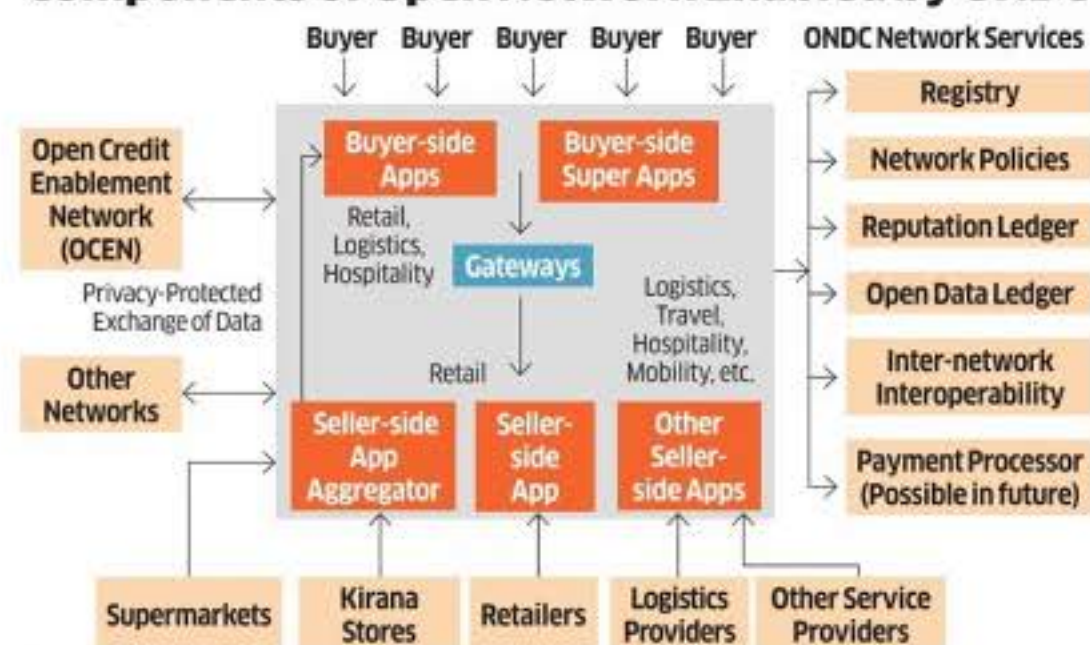 Buyer Buyer Buyer Buyer Buyer
ONDC Network Services
Buyer-side
Apps
Buyer-side
Super Apps
Registry
Open Credit
Enablement
Network
(OCEN)
Network Policies
Retail,
Logistics,
Hospitality
Gateways
Reputation Ledger
Privacy-Protected
Exchange of Data
Logistics,
Travel,
Hospitality,
Mobility, etc.
Open Data Ledger
Inter-network
Interoperability
Other
Networks
Retail
Seller-side
App
Aggregator
Seller-
side
App
Other
Seller-
side Apps
Payment Processor
(Possible in future)
Supermarkets
Kirana
Stores
Retailers
Logistics
Providers
Other Service
Providers